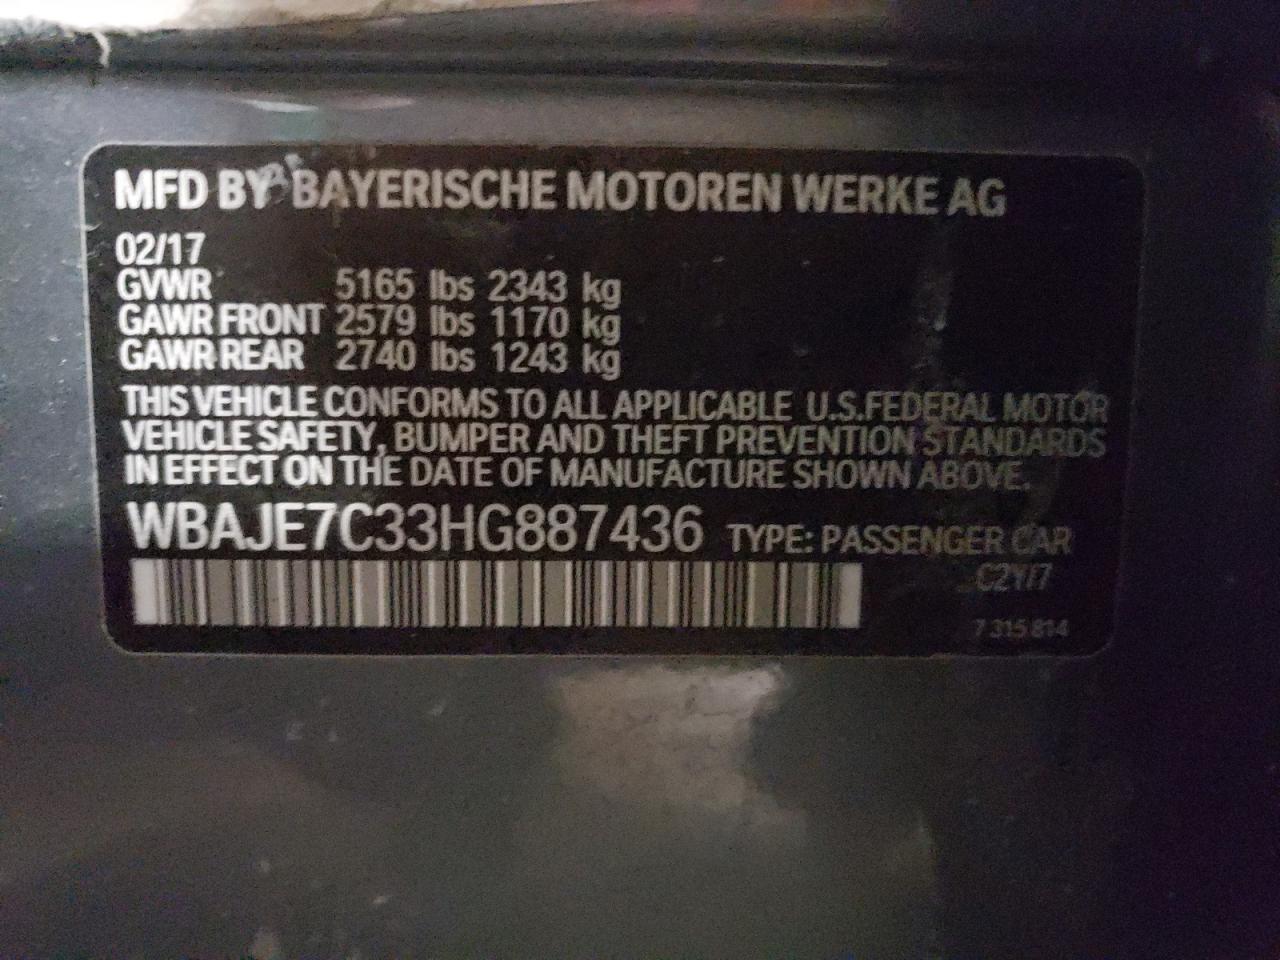 MFD BY BAYERISCHE MOTOREN WERKE AG
02/17
GVWR 5165 lbs 2343 kg
GAWR FRONT 2579 lbs 1170 kg
GAWR REAR 2740 lbs 1243 kg
THIS VEHICLE CONFORMS TO ALL APPLICABLE U.S.FEDERAL MOTOR
VEHICLE SAFETY, BUMPER AND THEFT PREVENTION STANDARDS
IN EFFECT ON THE DATE OF MANUFACTURE SHOWN ABOVE.
WBAJE7C33HG887436 TYPE: PASSENGER CAR
7 315 814